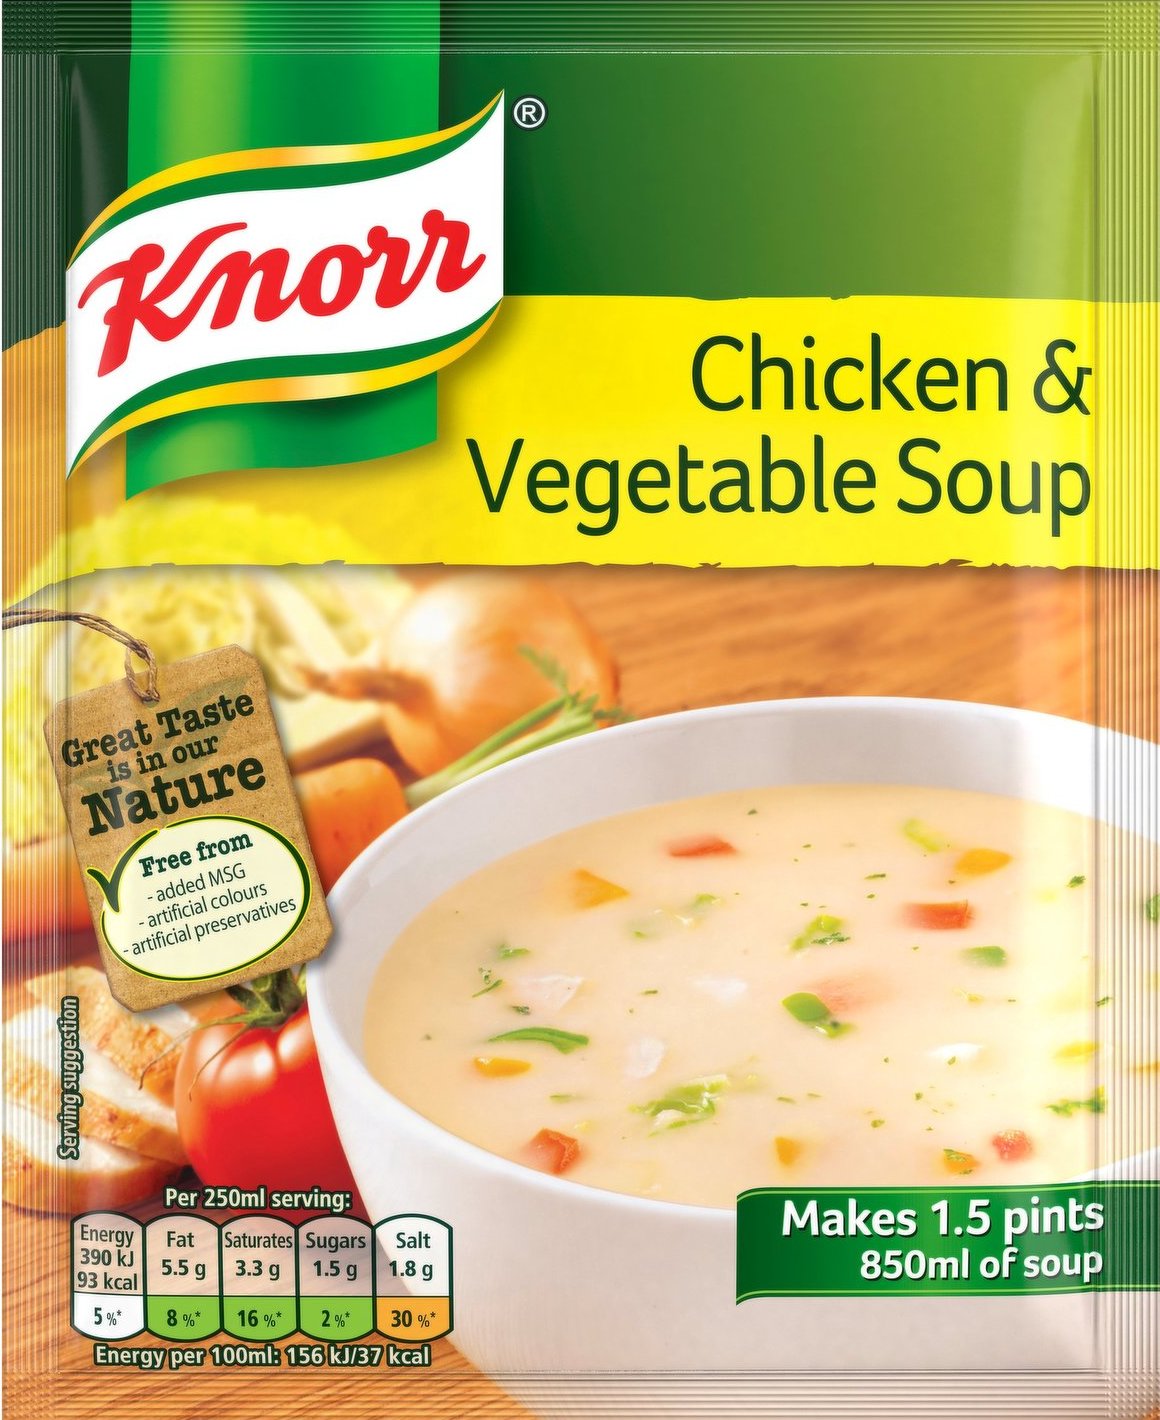 Knorr®
Chicken &
Vegetable Soup
Great Taste
is in our
Nature
Free from
- added MSG
- artificial colours
- artificial preservatives
Serving suggestion
Per 250ml serving:
Energy
390 kJ
93 kcal
5%*
Fat
5.5 g
8%*
Saturates
3.3 g
16%*
Sugars
1.5 g
2%*
Salt
1.8 g
30%*
Energy per 100ml: 156 kJ/37 kcal
Makes 1.5 pints
850ml of soup